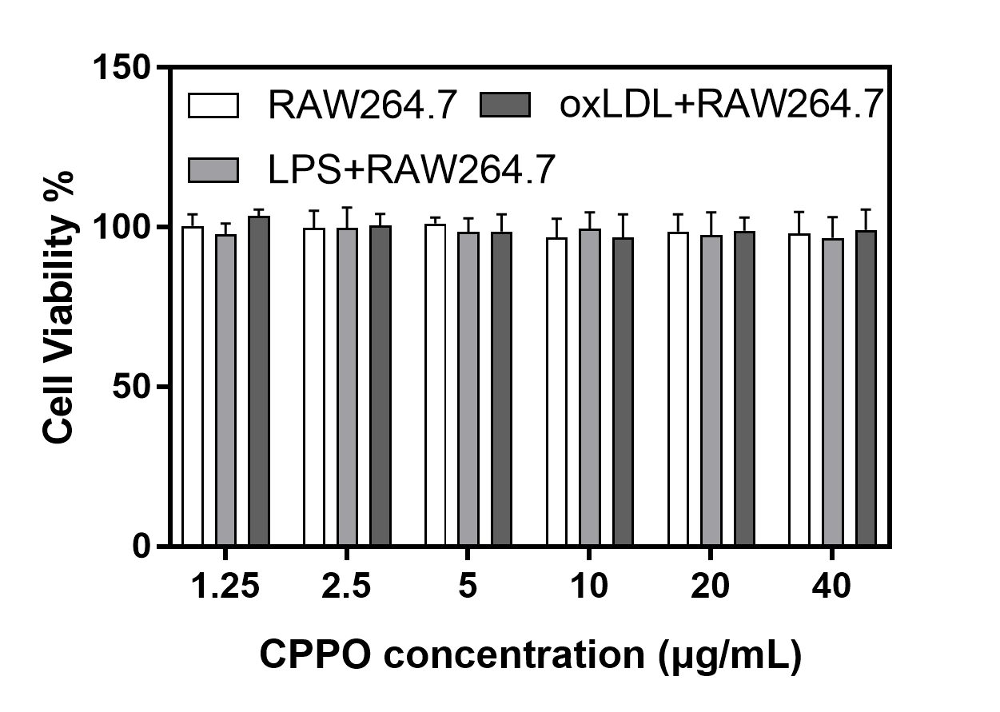 150
RAW264.7 oxLDL+RAW264.7
LPS+RAW264.7
100
50
0
Cell Viability %
1.25 2.5 5 10 20 40
CPPO concentration (μg/mL)